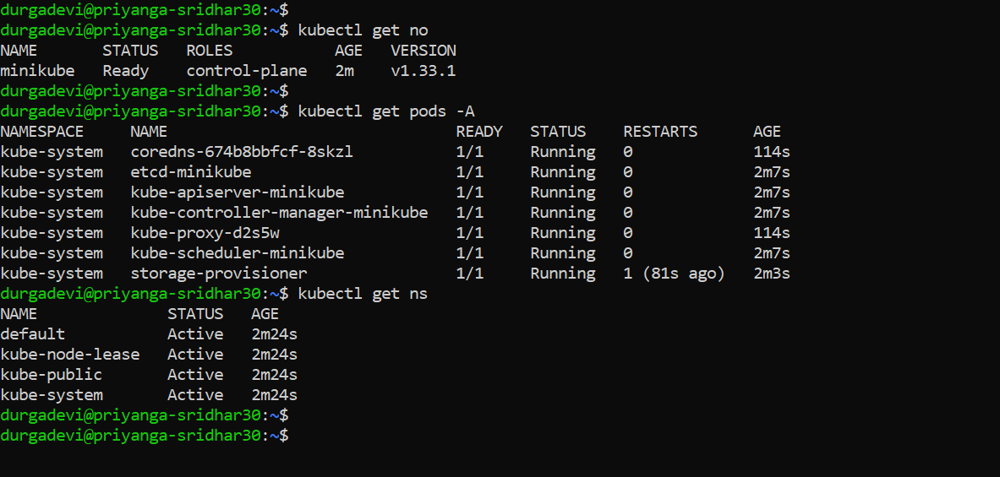 durgadevi@priyanga-sridhar30:~$
durgadevi@priyanga-sridhar30:~$ kubectl get no
NAME       STATUS   ROLES           AGE   VERSION
minikube   Ready    control-plane   2m    v1.33.1
durgadevi@priyanga-sridhar30:~$
durgadevi@priyanga-sridhar30:~$ kubectl get pods -A
NAMESPACE     NAME                               READY   STATUS    RESTARTS      AGE
kube-system   coredns-674b8bbfcf-8skzl           1/1     Running   0             114s
kube-system   etcd-minikube                      1/1     Running   0             2m7s
kube-system   kube-apiserver-minikube            1/1     Running   0             2m7s
kube-system   kube-controller-manager-minikube   1/1     Running   0             2m7s
kube-system   kube-proxy-d2s5w                   1/1     Running   0             114s
kube-system   kube-scheduler-minikube            1/1     Running   0             2m7s
kube-system   storage-provisioner                1/1     Running   1 (81s ago)   2m3s
durgadevi@priyanga-sridhar30:~$ kubectl get ns
NAME              STATUS   AGE
default           Active   2m24s
kube-node-lease   Active   2m24s
kube-public       Active   2m24s
kube-system       Active   2m24s
durgadevi@priyanga-sridhar30:~$
durgadevi@priyanga-sridhar30:~$